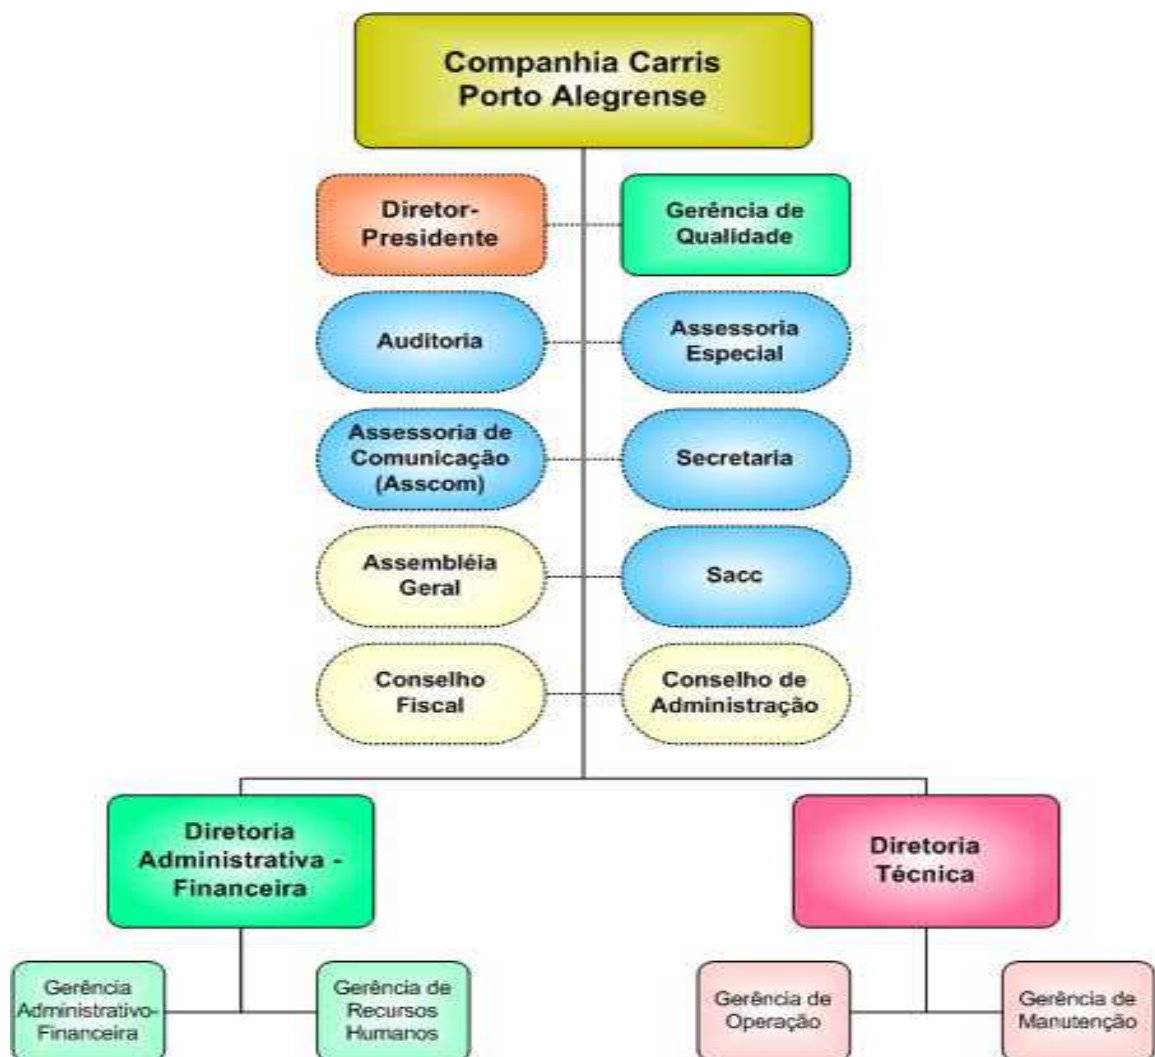 Companhia Carris
Porto Alegrense
Diretor-
Presidente
Gerência de
Qualidade
Auditoria
Assessoria
Especial
Assessoria de
Comunicação
(Asscom)
Secretaria
Assembléia
Geral
Sacc
Conselho
Fiscal
Conselho de
Administração
Diretoria
Administrativa -
Financeira
Diretoria
Técnica
Gerência
Administrativo-
Financeira
Gerência de
Recursos
Humanos
Gerência de
Operação
Gerência de
Manutenção